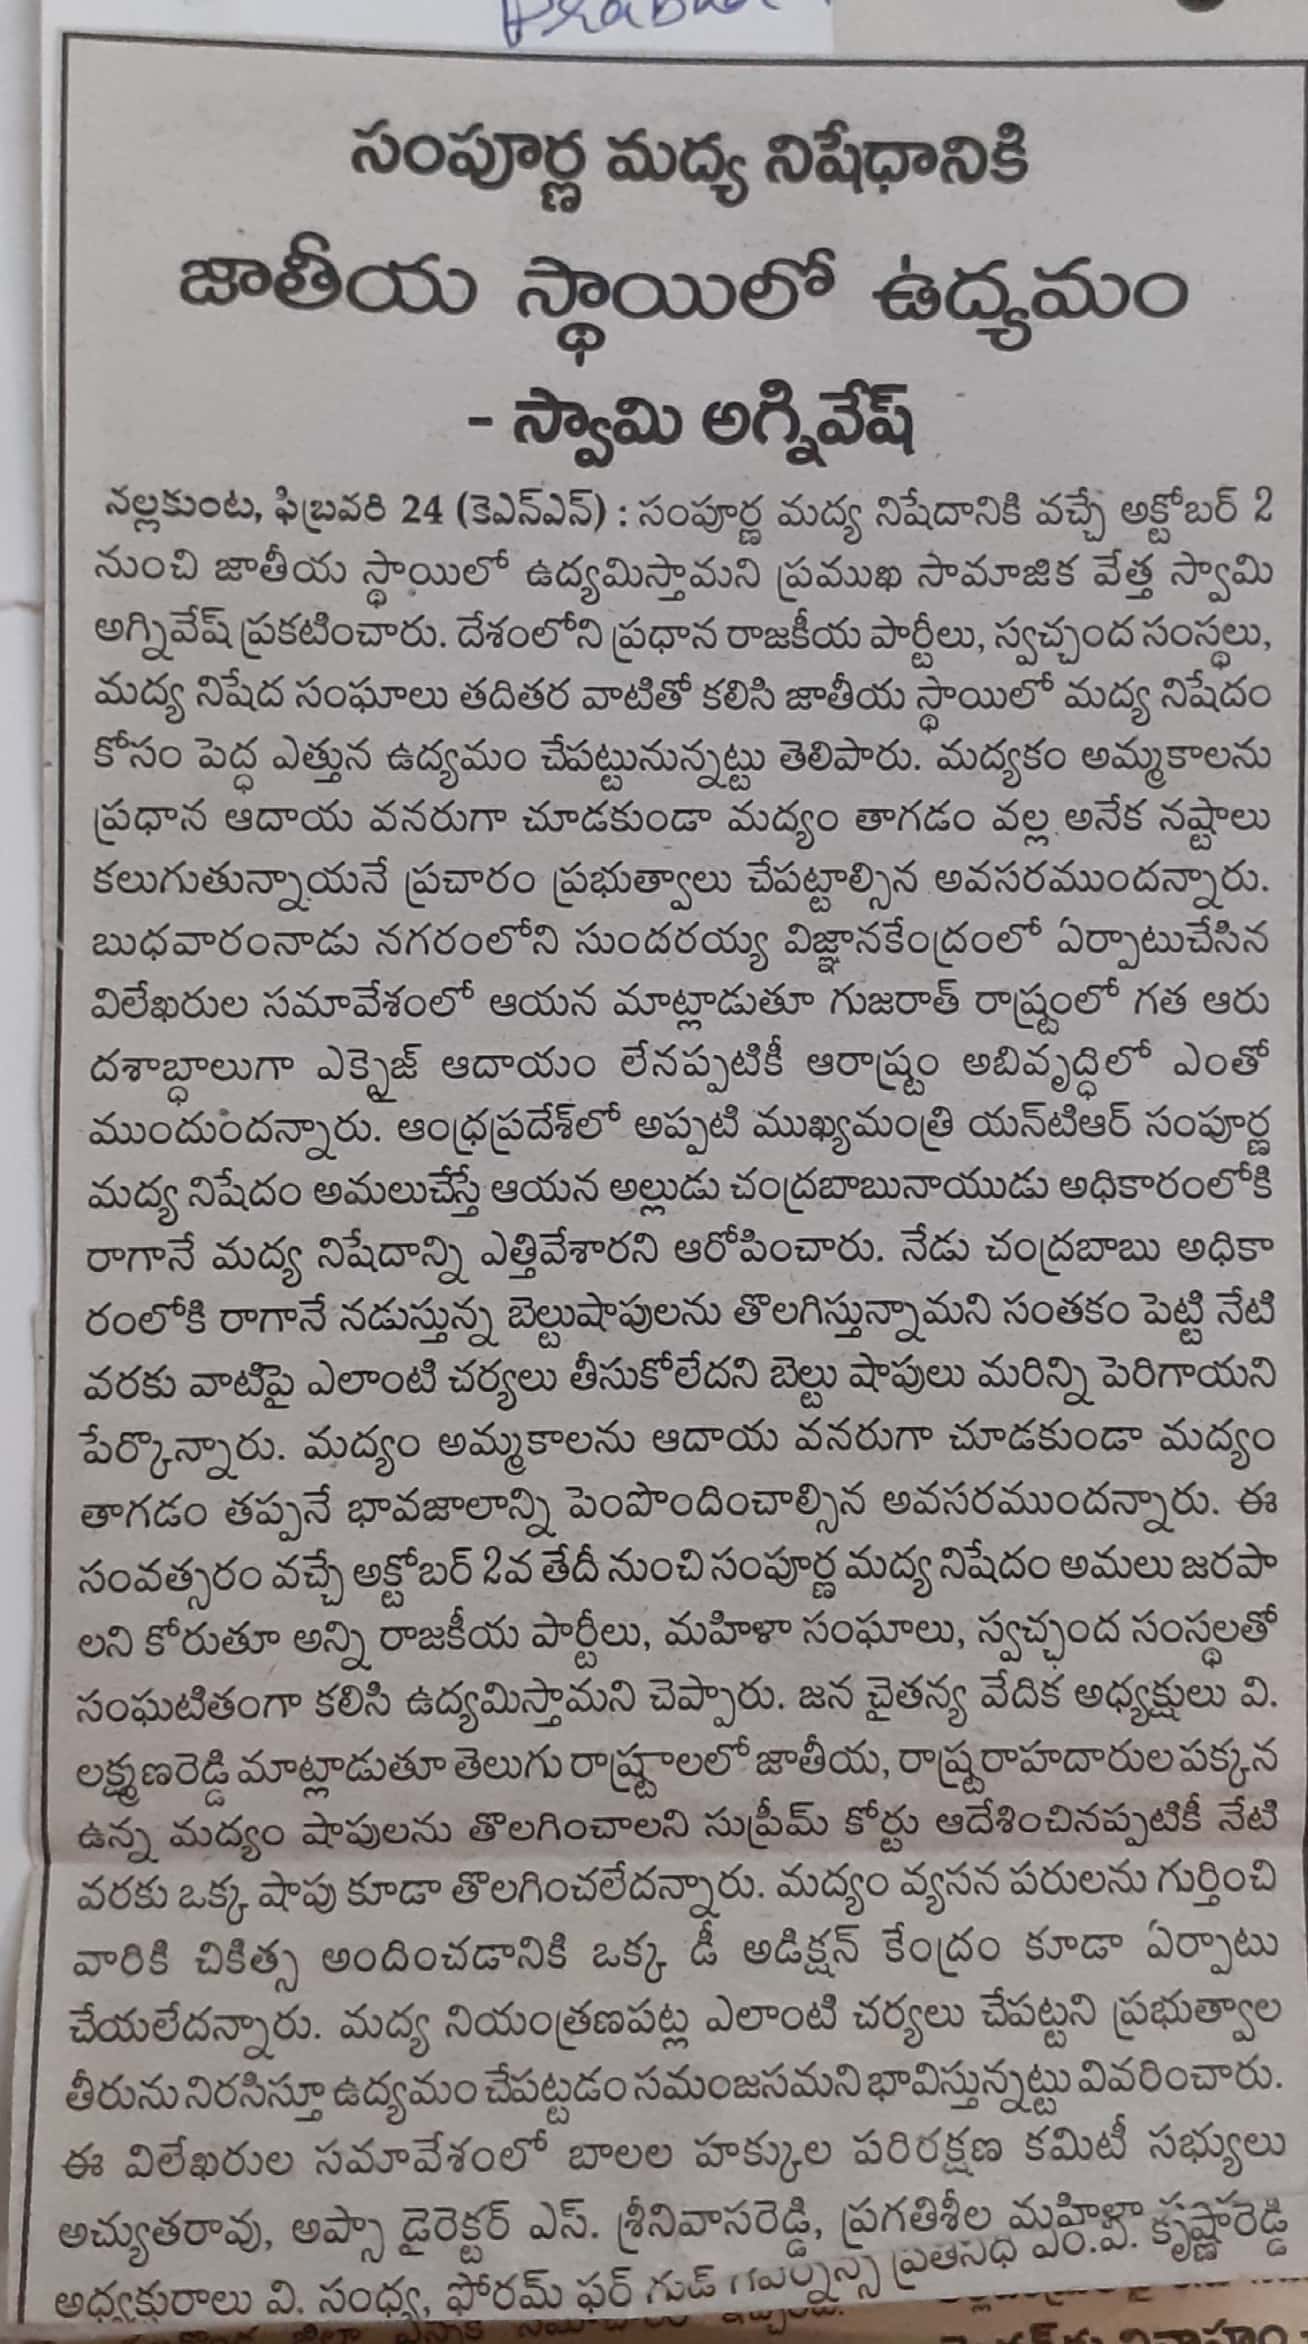 సంపూర్ణ మద్య నిషేధానికి
జాతీయ స్థాయిలో ఉద్యమం
- స్వామి అగ్నివేష్
నల్లకుంట, ఫిబ్రవరి 24 (కెఎన్ఎన్) : సంపూర్ణ మద్య నిషేదానికి వచ్చే అక్టోబర్ 2
నుంచి జాతీయ స్థాయిలో ఉద్యమిస్తామని ప్రముఖ సామాజిక వేత్త స్వామి
అగ్నివేష్ ప్రకటించారు. దేశంలోని ప్రధాన రాజకీయ పార్టీలు, స్వచ్చంద సంస్థలు,
మద్య నిషేద సంఘాలు తదితర వాటితో కలిసి జాతీయ స్థాయిలో మద్య నిషేదం
కోసం పెద్ధ ఎత్తున ఉద్యమం చేపట్టునున్నట్టు తెలిపారు. మద్యకం అమ్మకాలను
ప్రధాన ఆదాయ వనరుగా చూడకుండా మద్యం తాగడం వల్ల అనేక నష్టాలు
కలుగుతున్నాయనే ప్రచారం ప్రభుత్వాలు చేపట్టాల్సిన అవసరముందన్నారు.
బుధవారంనాడు నగరంలోని సుందరయ్య విజ్ఞానకేంద్రంలో ఏర్పాటుచేసిన
విలేఖరుల సమావేశంలో ఆయన మాట్లాడుతూ గుజరాత్ రాష్ట్రంలో గత ఆరు
దశాబ్ధాలుగా ఎక్సైజ్ ఆదాయం లేనప్పటికీ ఆరాష్ట్రం అబివృద్ధిలో ఎంతో
ముందుందన్నారు. ఆంధ్రప్రదేశ్‌లో అప్పటి ముఖ్యమంత్రి యన్‌టిఆర్ సంపూర్ణ
మద్య నిషేదం అమలుచేస్తే ఆయన అల్లుడు చంద్రబాబునాయుడు అధికారంలోకి
రాగానే మద్య నిషేదాన్ని ఎత్తివేశారని ఆరోపించారు. నేడు చంద్రబాబు అధికా
రంలోకి రాగానే నడుస్తున్న బెల్టుషాపులను తొలగిస్తున్నామని సంతకం పెట్టి నేటి
వరకు వాటిపై ఎలాంటి చర్యలు తీసుకోలేదని బెల్టు షాపులు మరిన్ని పెరిగాయని
పేర్కొన్నారు. మద్యం అమ్మకాలను ఆదాయ వనరుగా చూడకుండా మద్యం
తాగడం తప్పనే భావజాలాన్ని పెంపొందించాల్సిన అవసరముందన్నారు. ఈ
సంవత్సరం వచ్చే అక్టోబర్ 2వ తేదీ నుంచి సంపూర్ణ మద్య నిషేదం అమలు జరపా
లని కోరుతూ అన్ని రాజకీయ పార్టీలు, మహిళా సంఘాలు, స్వచ్ఛంద సంస్థలతో
సంఘటితంగా కలిసి ఉద్యమిస్తామని చెప్పారు. జన చైతన్య వేదిక అధ్యక్షులు వి.
లక్ష్మణరెడ్డి మాట్లాడుతూ తెలుగు రాష్ట్రాలలో జాతీయ, రాష్ట్ర రాహదారుల పక్కన
ఉన్న మద్యం షాపులను తొలగించాలని సుప్రీమ్ కోర్టు ఆదేశించినప్పటికీ నేటి
వరకు ఒక్క షాపు కూడా తొలగించలేదన్నారు. మద్యం వ్యసన పరులను గుర్తించి
వారికి చికిత్స అందించడానికి ఒక్క డీ అడిక్షన్ కేంద్రం కూడా ఏర్పాటు
చేయలేదన్నారు. మద్య నియంత్రణపట్ల ఎలాంటి చర్యలు చేపట్టని ప్రభుత్వాల
తీరును నిరసిస్తూ ఉద్యమం చేపట్టడం సమంజసమని భావిస్తున్నట్టు వివరించారు.
ఈ విలేఖరుల సమావేశంలో బాలల హక్కుల పరిరక్షణ కమిటీ సభ్యులు
అచ్యుతరావు, అప్సా డైరెక్టర్ ఎస్. శ్రీనివాసరెడ్డి, ప్రగతిశీల మహిళా
అధ్యక్షురాలు వి. సంధ్య, ఫోరమ్ ఫర్ గుడ్ గవర్నెన్స్ ప్రతినిధి ఎం.వి. కృష్ణారెడ్డి